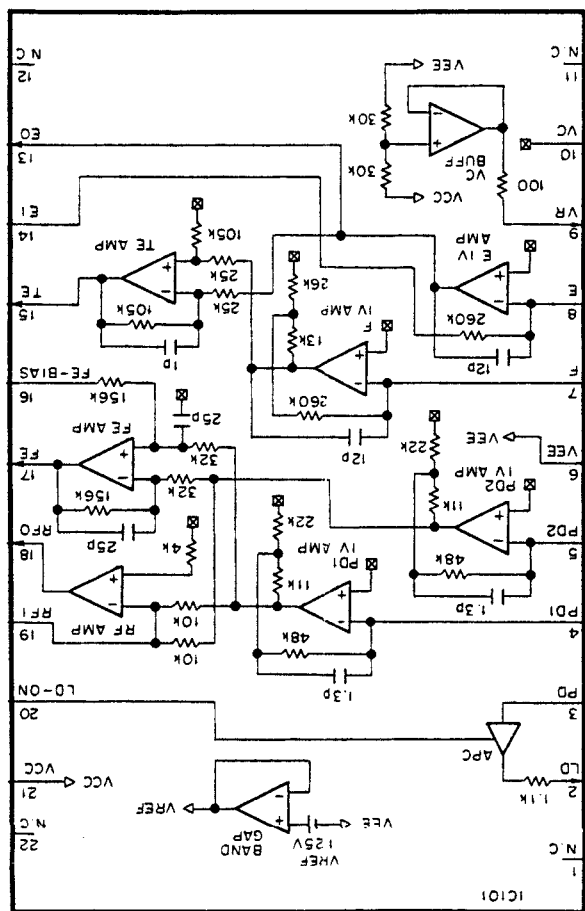 IC101
N.C
1
22
N.C
VREF
1.25V
BAND
GAP
VEE
VREF
21
VCC
VCC
LD
2
1.1k
APC
PD
3
20
LD-ON
1.3p
48k
PD1
4
PD1
IV AMP
11k
22k
10k
10k
RF AMP
4k
19
RFI
18
RFO
1.3p
48k
PD2
5
PD2
IV AMP
11k
22k
VEE
6
VEE
25p
156k
32k
32k
FE AMP
25p
17
FE
156k
16
FE-BIAS
12p
260k
F
7
F
IV AMP
13k
26k
1p
105k
25k
25k
TE AMP
105k
15
TE
12p
260k
E
8
E IV
AMP
14
EI
VR
9
100
VC
BUFF
VCC
30k
30k
VEE
13
EO
VC
10
N.C
11
12
N.C